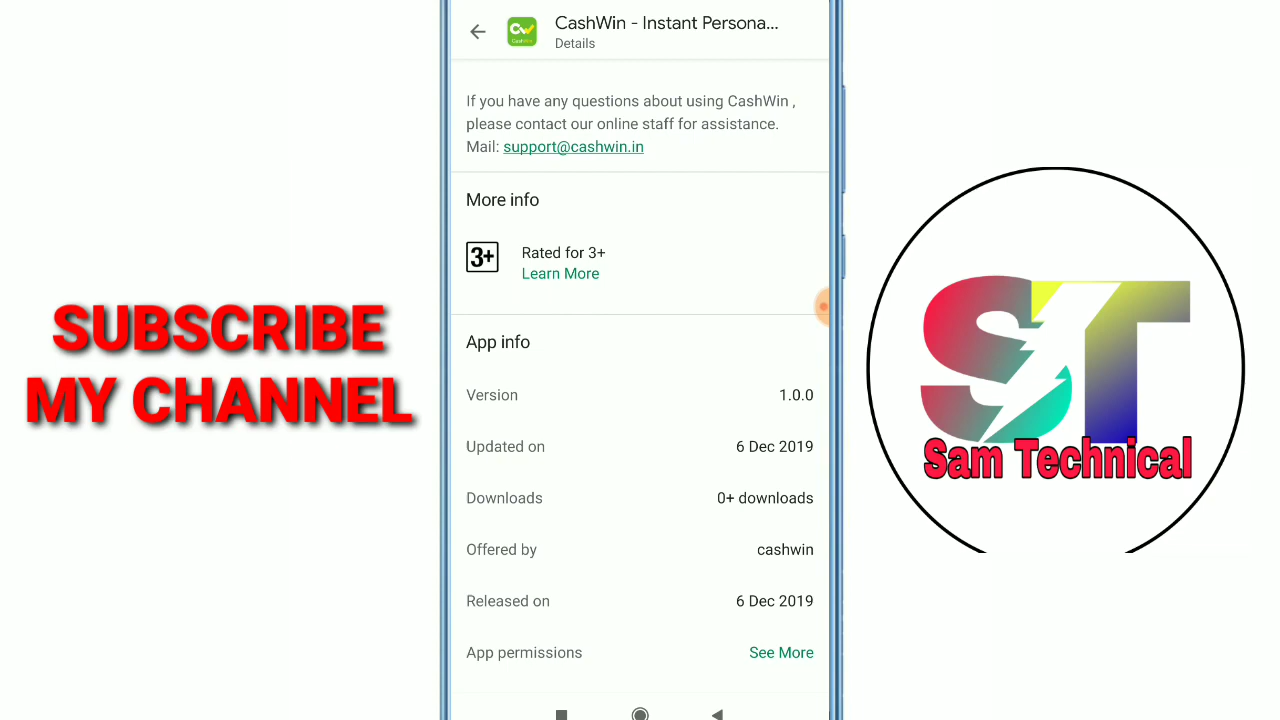 CashWin - Instant Persona...
Details
If you have any questions about using CashWin ,
please contact our online staff for assistance.
Mail: support@cashwin.in
More info
3+
Rated for 3+
Learn More
App info
Version 1.0.0
Updated on 6 Dec 2019
Downloads 0+ downloads
Offered by cashwin
Released on 6 Dec 2019
App permissions See More
SUBSCRIBE
MY CHANNEL
ST
Sam Technical
CW
CashWin